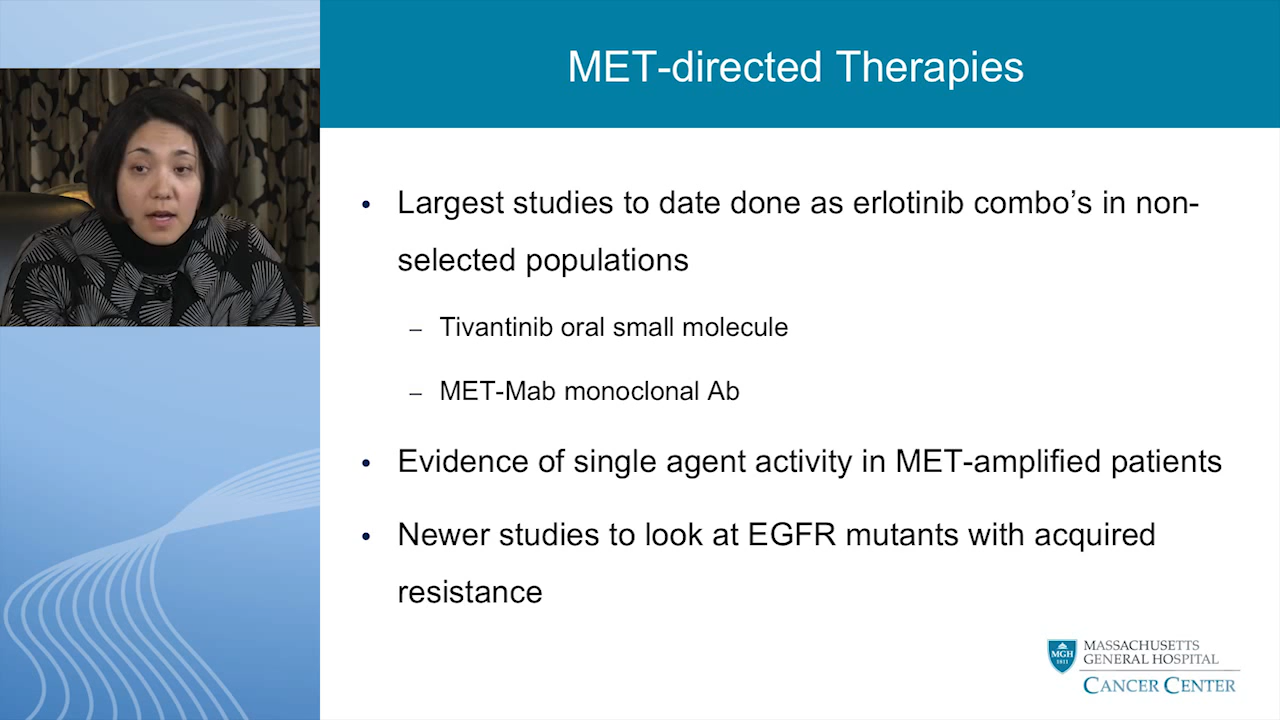 MET-directed Therapies
• Largest studies to date done as erlotinib combo’s in non-
selected populations
– Tivantinib oral small molecule
– MET-Mab monoclonal Ab
• Evidence of single agent activity in MET-amplified patients
• Newer studies to look at EGFR mutants with acquired
resistance
MGH
1811
MASSACHUSETTS
GENERAL HOSPITAL
CANCER CENTER